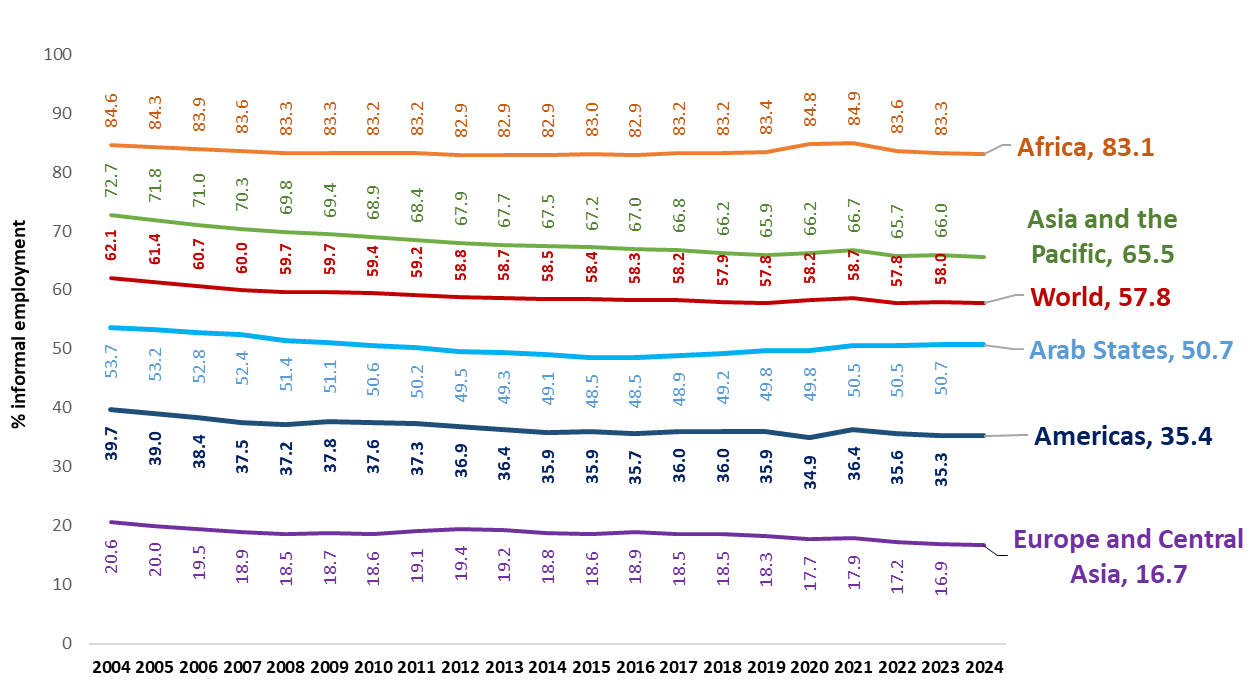 % informal employment
100
90
80
70
60
50
40
30
20
10
0
84.6 84.3 83.9 83.6 83.3 83.3 83.2 83.2 82.9 82.9 82.9 83.0 82.9 83.2 83.2 83.4 84.8 84.9 83.6 83.3
Africa, 83.1
72.7 71.8 71.0 70.3 69.8 69.4 68.9 68.4 67.9 67.7 67.5 67.2 67.0 66.8 66.2 65.9 66.2 66.7 65.7 66.0
Asia and the
Pacific, 65.5
62.1 61.4 60.7 60.0 59.7 59.7 59.4 59.2 58.8 58.7 58.5 58.4 58.3 58.2 57.9 57.8 58.2 58.7 57.8 58.0
World, 57.8
53.7 53.2 52.8 52.4 51.4 51.1 50.6 50.2 49.5 49.3 49.1 48.5 48.5 48.9 49.2 49.8 49.8 50.5 50.5 50.7
Arab States, 50.7
39.7 39.0 38.4 37.5 37.2 37.8 37.6 37.3 36.9 36.4 35.9 35.9 35.7 36.0 36.0 35.9 34.9 36.4 35.6 35.3
Americas, 35.4
20.6 20.0 19.5 18.9 18.5 18.7 18.6 19.1 19.4 19.2 18.8 18.6 18.9 18.5 18.5 18.3 17.7 17.9 17.2 16.9
Europe and Central
Asia, 16.7
2004 2005 2006 2007 2008 2009 2010 2011 2012 2013 2014 2015 2016 2017 2018 2019 2020 2021 2022 2023 2024